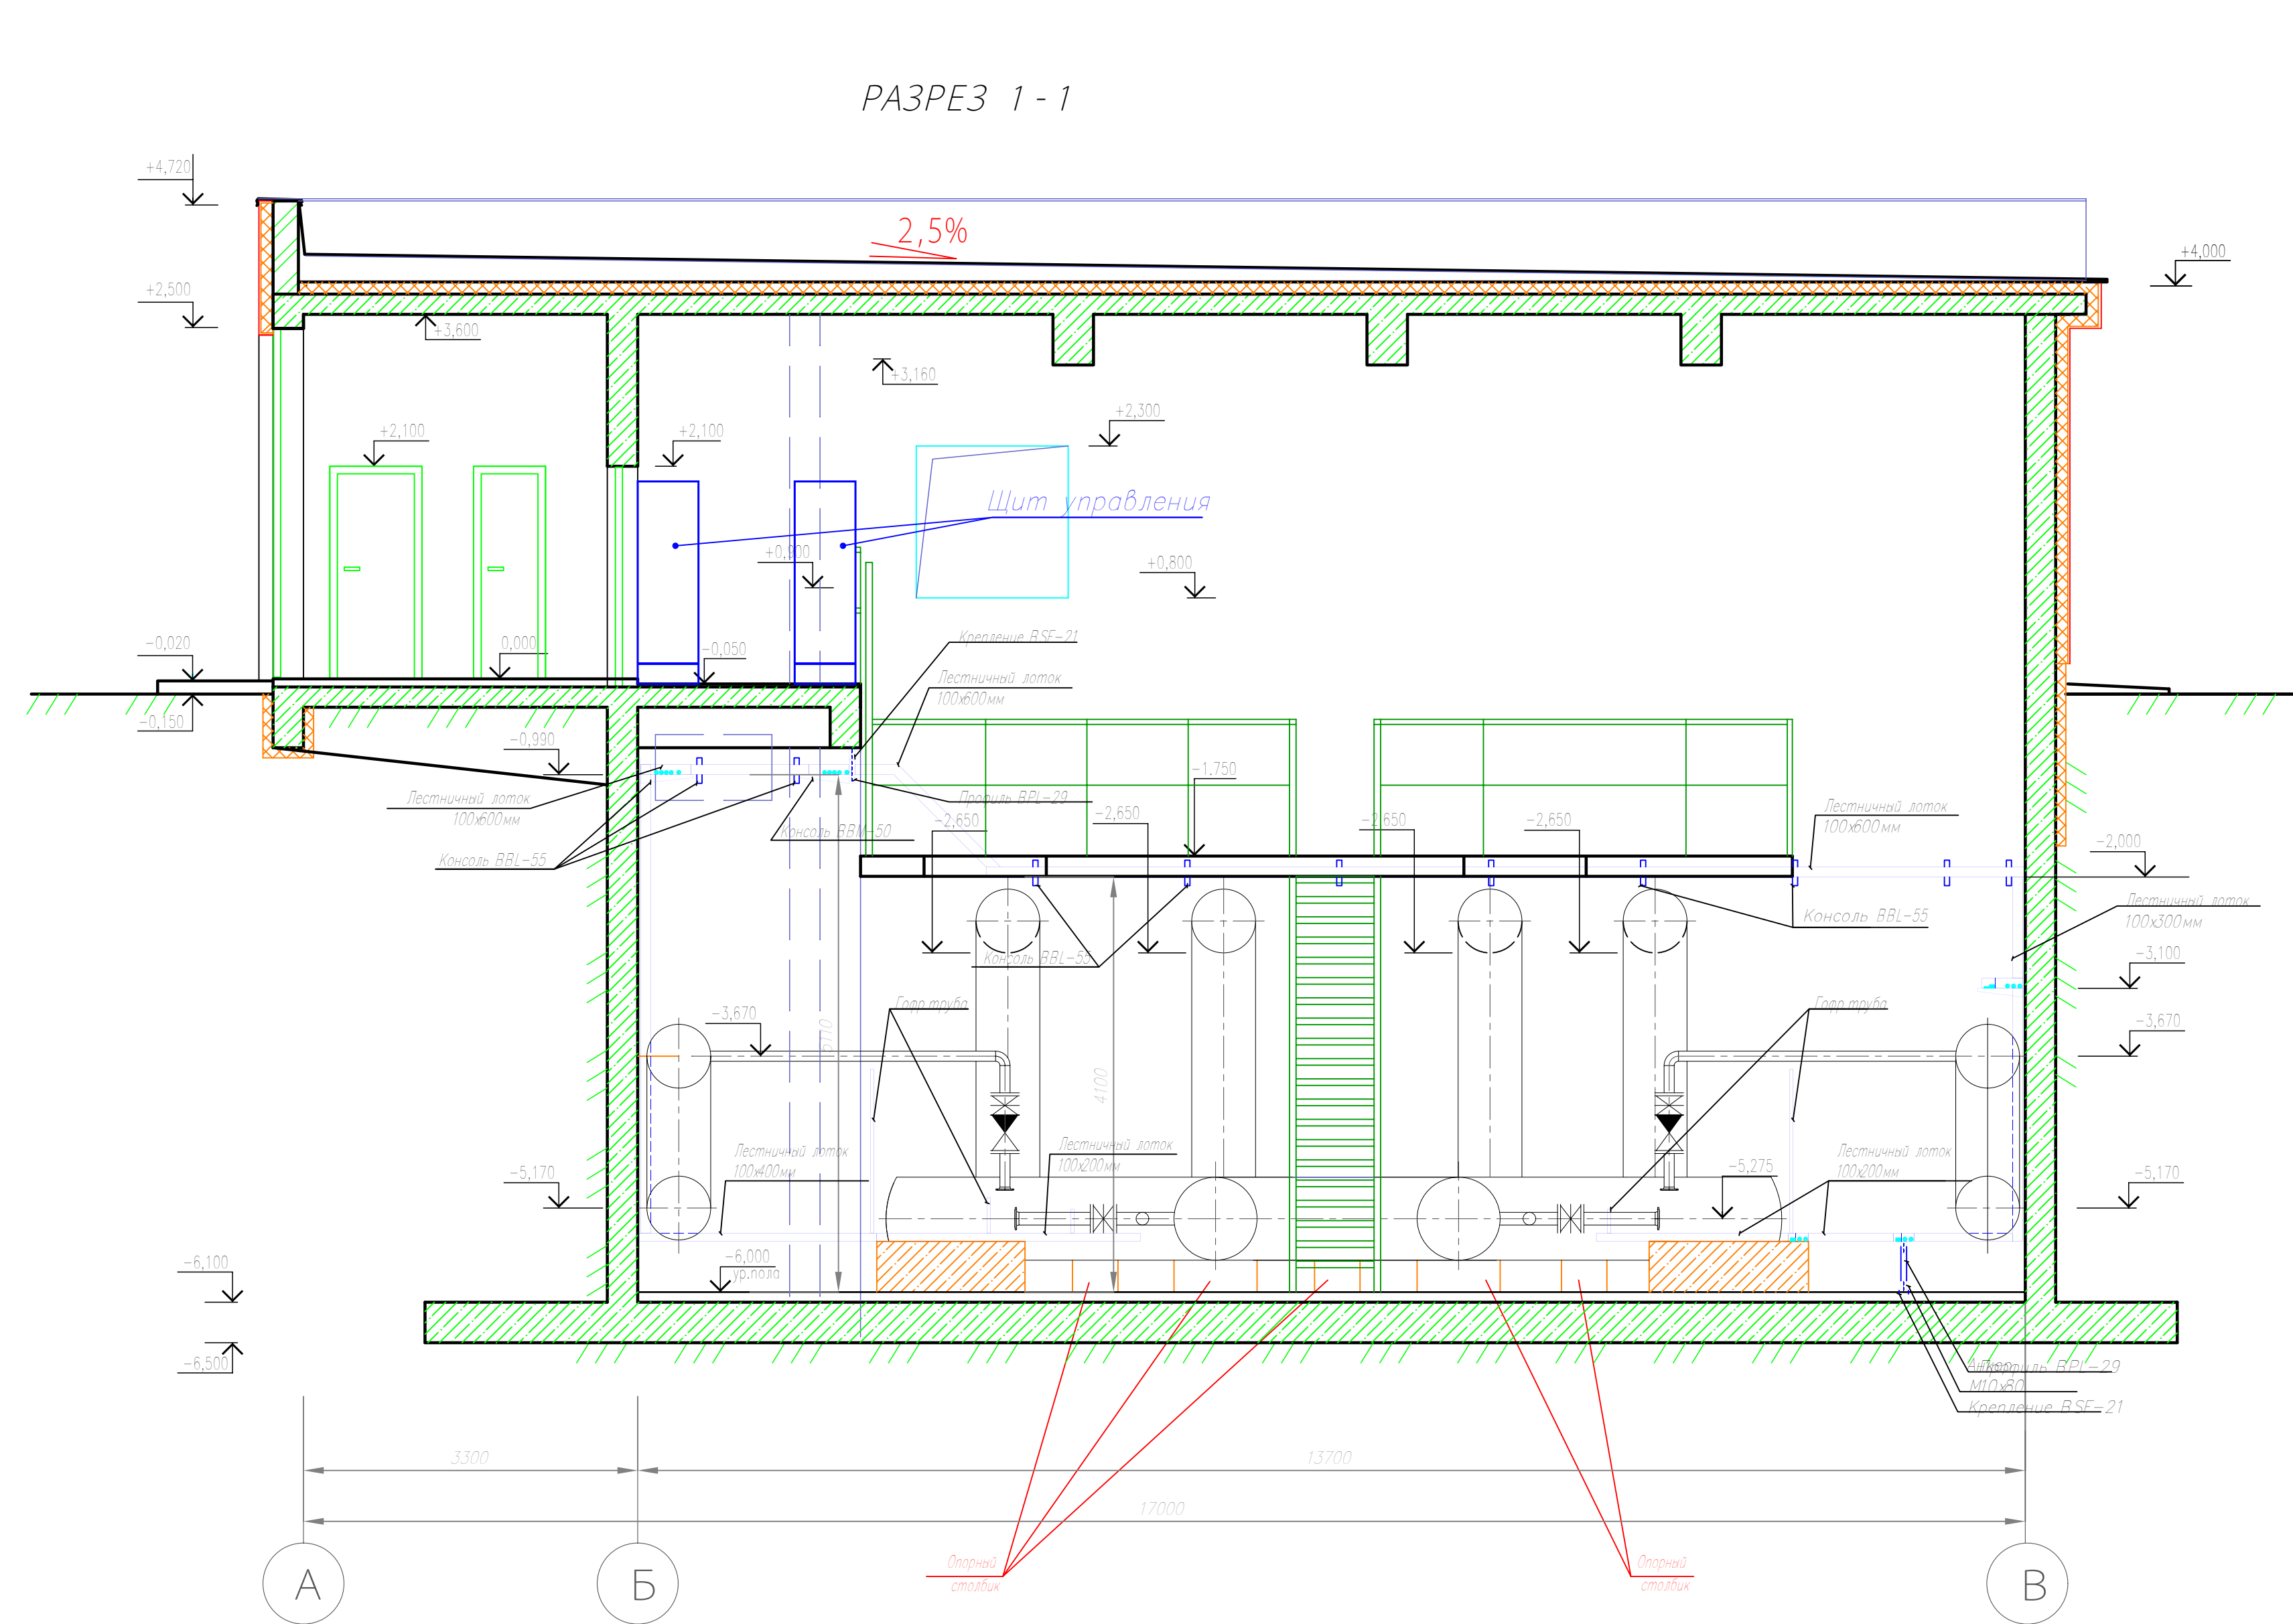 РАЗРЕЗ 1-1
+4,720
2,5%
+4,000
+2,500
+3,600
+3,160
+2,100
+2,100
+2,300
Щит управления
+0,900
+0,800
-0,020
0,000
-0,050
Крепление BSF-21
Лестничный лоток
100х600мм
-0,150
-0,990
-1.750
Лестничный лоток
100х600мм
Профиль BPL-29
-2,650
-2,650
-2,650
-2,650
Лестничный лоток
100х600мм
Консоль BBM-50
Консоль BBL-55
-2,000
Лестничный лоток
100х300мм
Консоль BBL-55
Консоль BBL-55
-3,100
Гофр.труба
Гофр.труба
-3,670
-3,670
5110
4100
Лестничный лоток
100х400мм
Лестничный лоток
100х200мм
Лестничный лоток
100х200мм
-5,170
-5,275
-5,170
-6,000
ур.пола
-6,100
-6,500
Анкер
М10х80
Профиль BPL-29
Крепление BSF-21
3300
13700
17000
Опорный
столбик
Опорный
столбик
А
Б
В